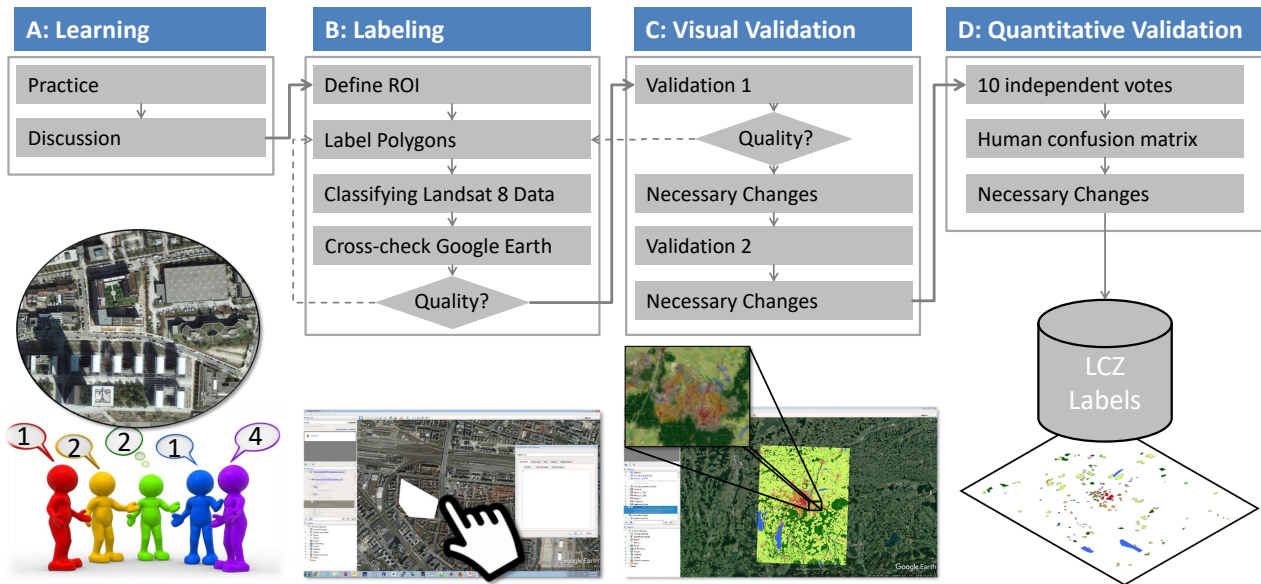 A: Learning
Practice
Discussion
B: Labeling
Define ROI
Label Polygons
Classifying Landsat 8 Data
Cross-check Google Earth
Quality?
C: Visual Validation
Validation 1
Quality?
Necessary Changes
Validation 2
Necessary Changes
D: Quantitative Validation
10 independent votes
Human confusion matrix
Necessary Changes
LCZ
Labels
1
2
2
1
4
Google Earth
Google Earth